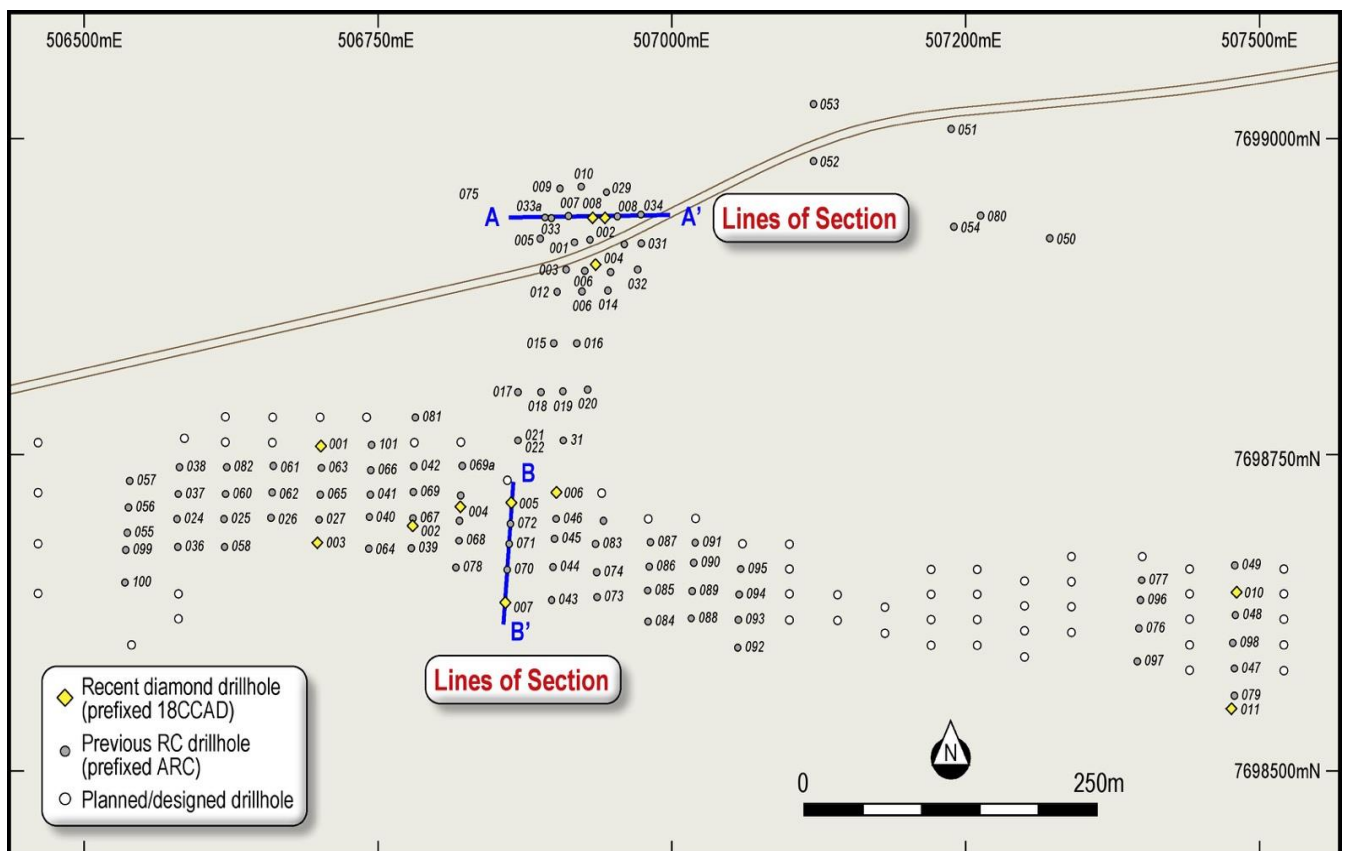 506500mE 506750mE 507000mE 507200mE 507500mE
053
051
7699000mN
052
010
009 029
075
033a 007 008 008 034
A A' Lines of Section
080
033
054
005 002
050
001 031
004
003
006 032
012 006 014
015 016
017 020
018 019
081
021 31
001 101
022
7698750mN
038 082 061 063 066 042 069a
B
057
037 060 062 065 041 069 006
056 005
004
024 025 026 027 040 067 072 046
002
055
099 036 058 003 064 039 068 071 045 083 087 091
049
100 078 070 044 074 086 090 095 077
010
007 043 073 085 089 094 096
048
084 088 093 076
B'
098
092
097
047
Lines of Section
079
011
Recent diamond drillhole
(prefixed 18CCAD)
Previous RC drillhole
(prefixed ARC)
Planned/designed drillhole
N
0 250m
7698500mN